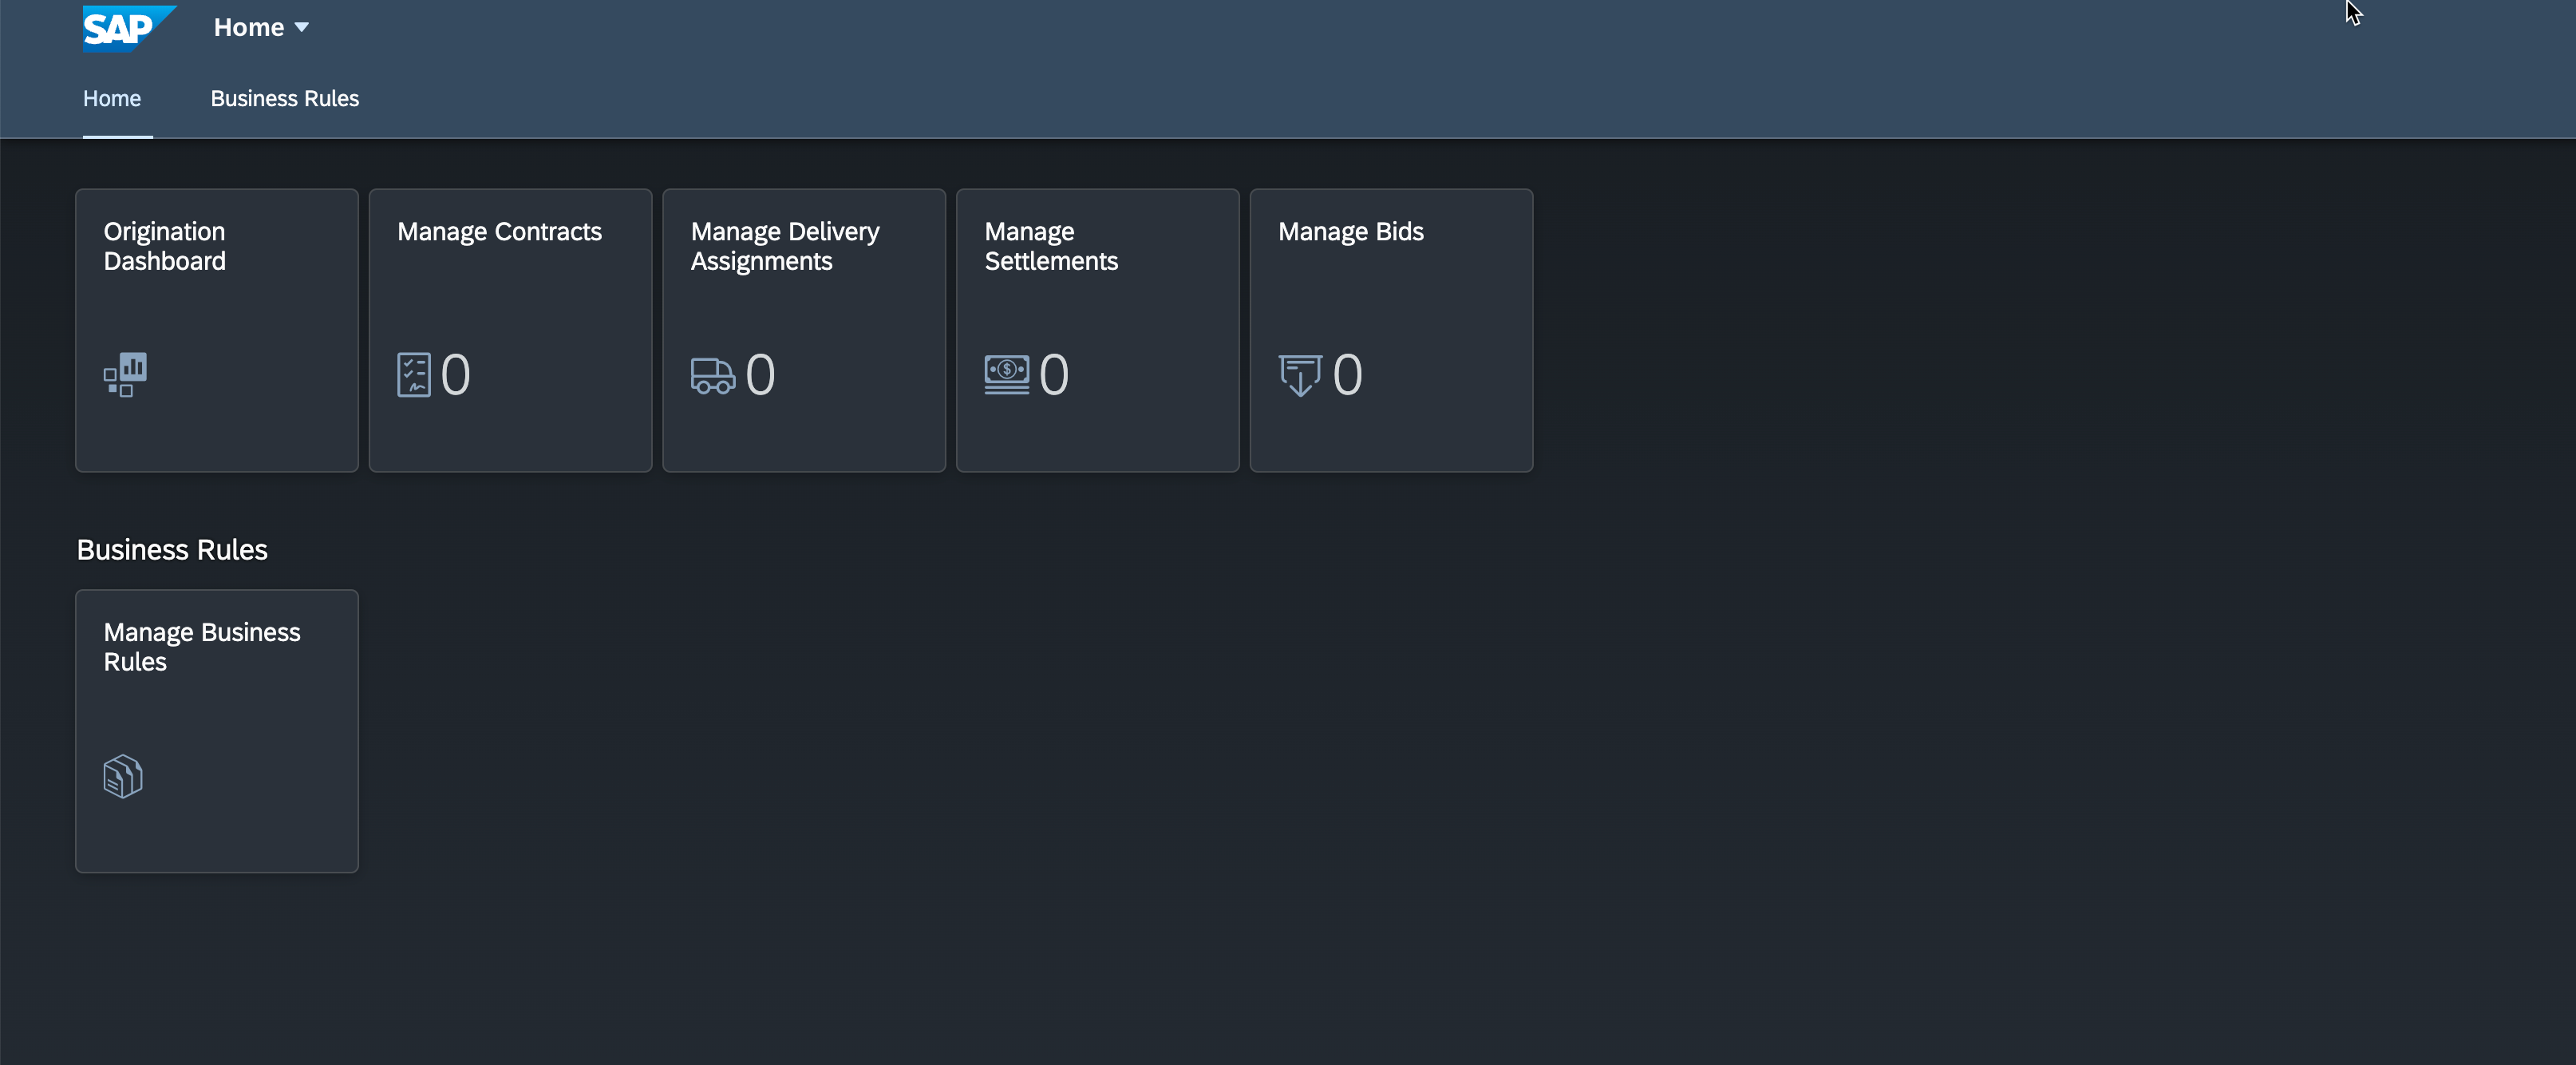 SAP
Home
Home
Business Rules
Origination
Dashboard
Manage Contracts
0
Manage Delivery
Assignments
0
Manage
Settlements
0
Manage Bids
0
Business Rules
Manage Business
Rules